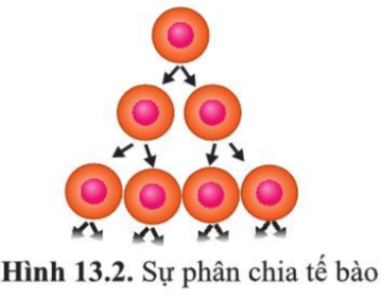 Hình 13.2. Sự phân chia tế bào